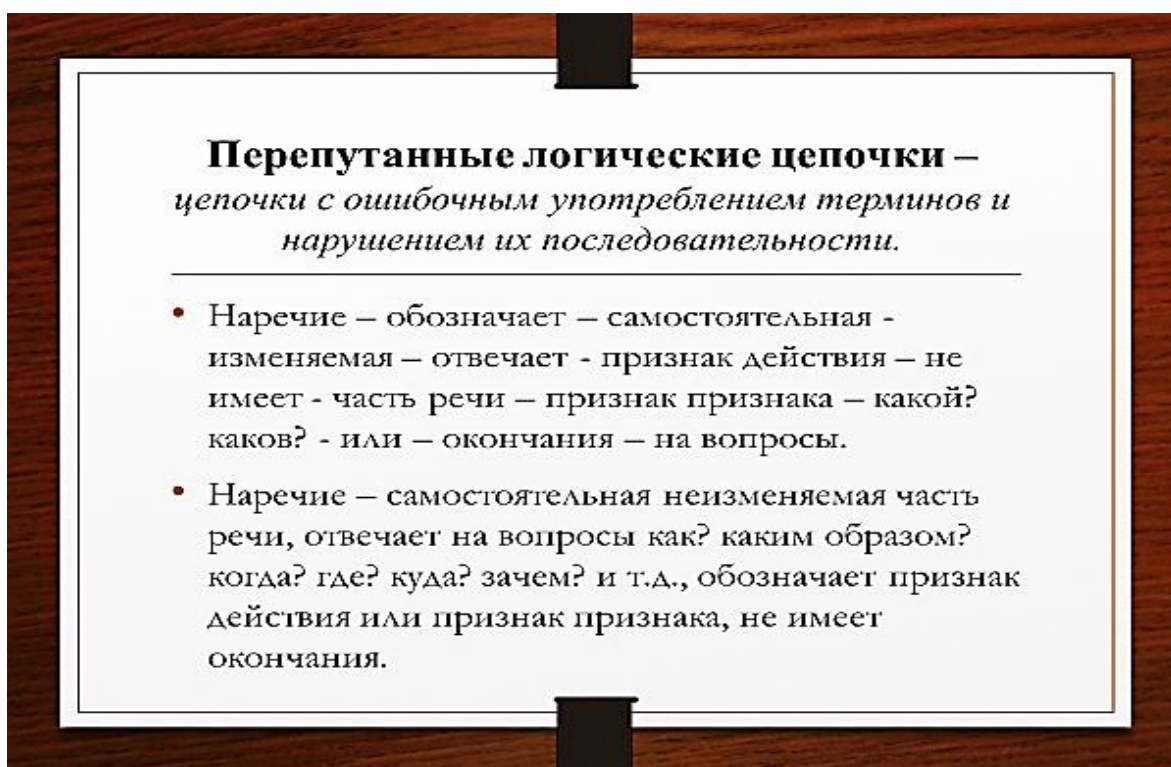 Перепутанные логические цепочки –
цепочки с ошибочным употреблением терминов и
нарушением их последовательности.
• Наречие – обозначает – самостоятельная -
изменяемая – отвечает - признак действия – не
имеет - часть речи – признак признака – какой?
каков? - или – окончания – на вопросы.
• Наречие – самостоятельная неизменяемая часть
речи, отвечает на вопросы как? каким образом?
когда? где? куда? зачем? и т.д., обозначает признак
действия или признак признака, не имеет
окончания.